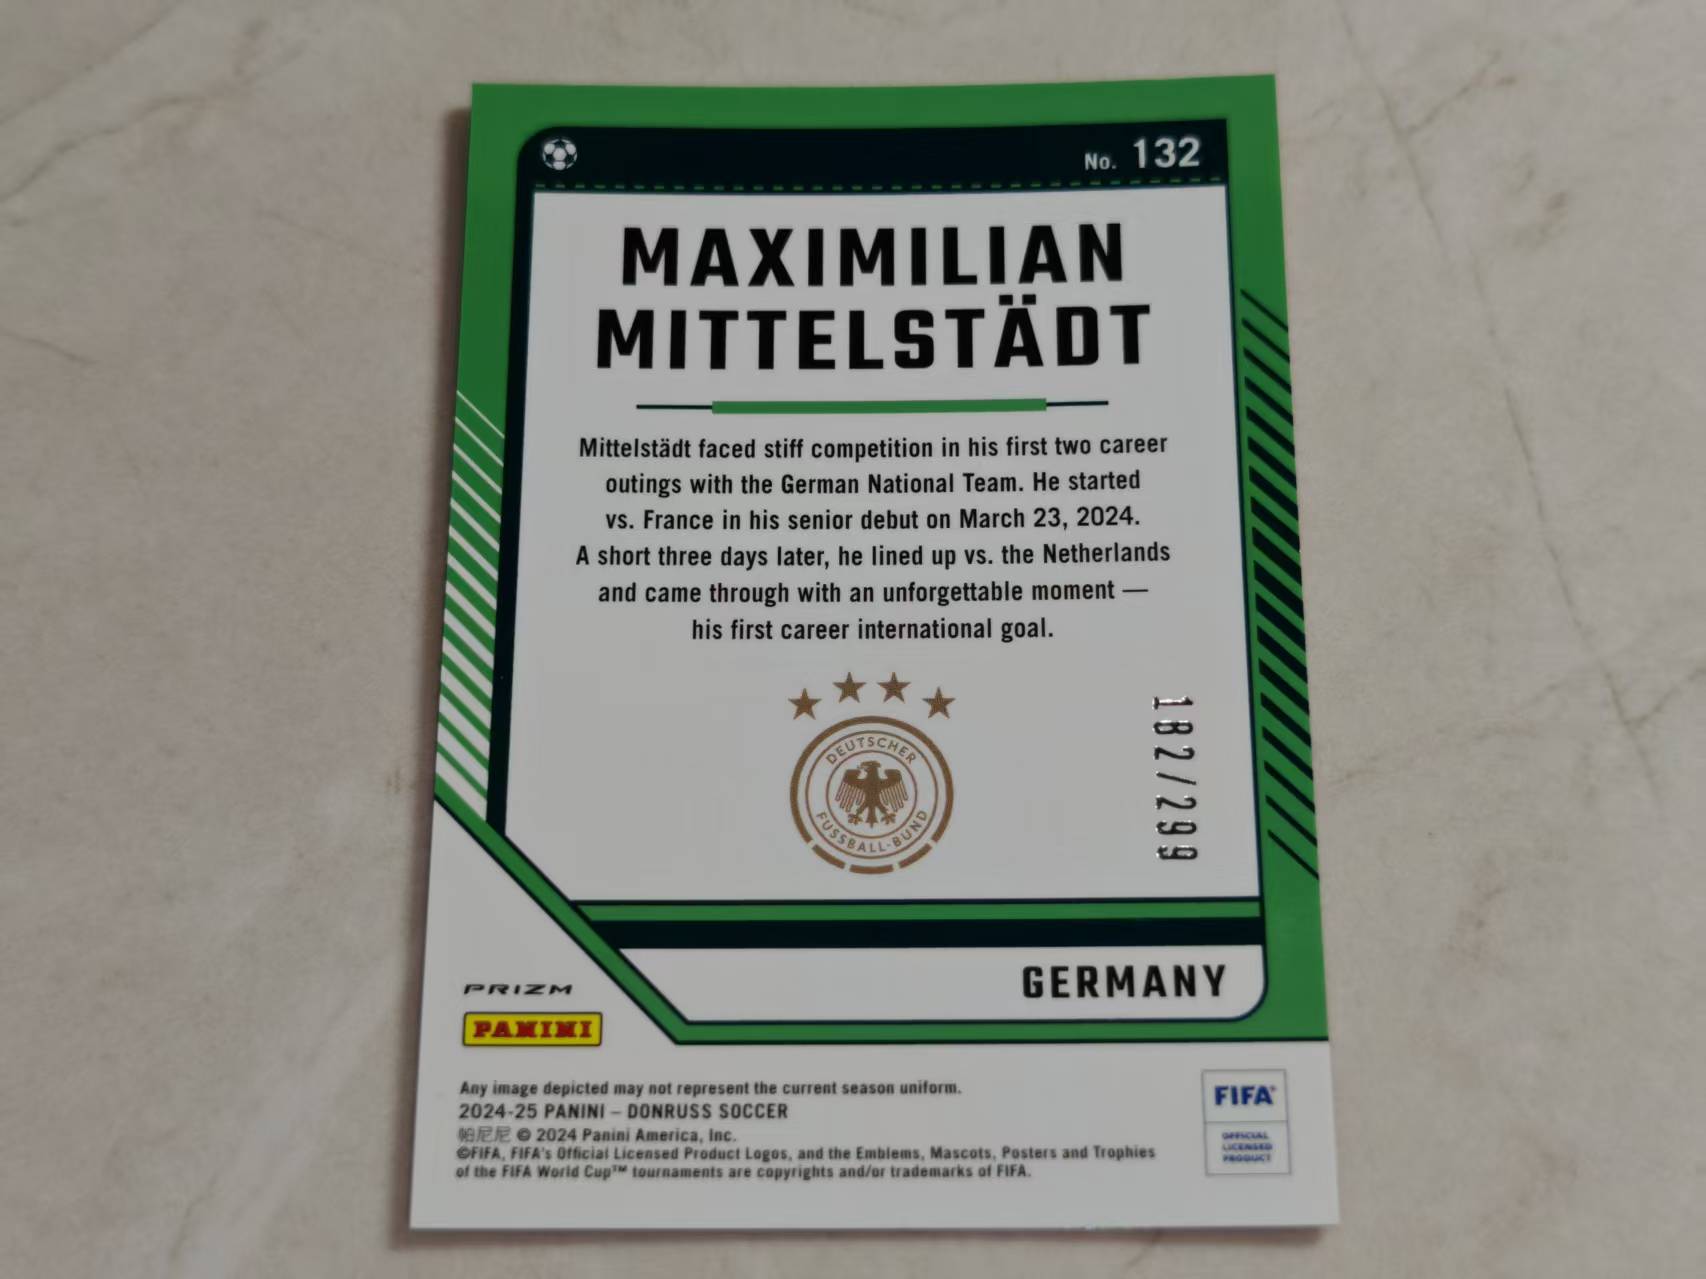 No. 132
MAXIMILIAN
MITTELSTÄDT
Mittelstädt faced stiff competition in his first two career
outings with the German National Team. He started
vs. France in his senior debut on March 23, 2024.
A short three days later, he lined up vs. the Netherlands
and came through with an unforgettable moment —
his first career international goal.
DEUTSCHER
FUSSBALL-BUND
182/299
GERMANY
PRIZM
PANINI
Any image depicted may not represent the current season uniform.
2024-25 PANINI – DONRUSS SOCCER
帕尼尼 © 2024 Panini America, Inc.
©FIFA, FIFA's Official Licensed Product Logos, and the Emblems, Mascots, Posters and Trophies
of the FIFA World Cup™ tournaments are copyrights and/or trademarks of FIFA.
FIFA®
OFFICIAL
LICENSED
PRODUCT